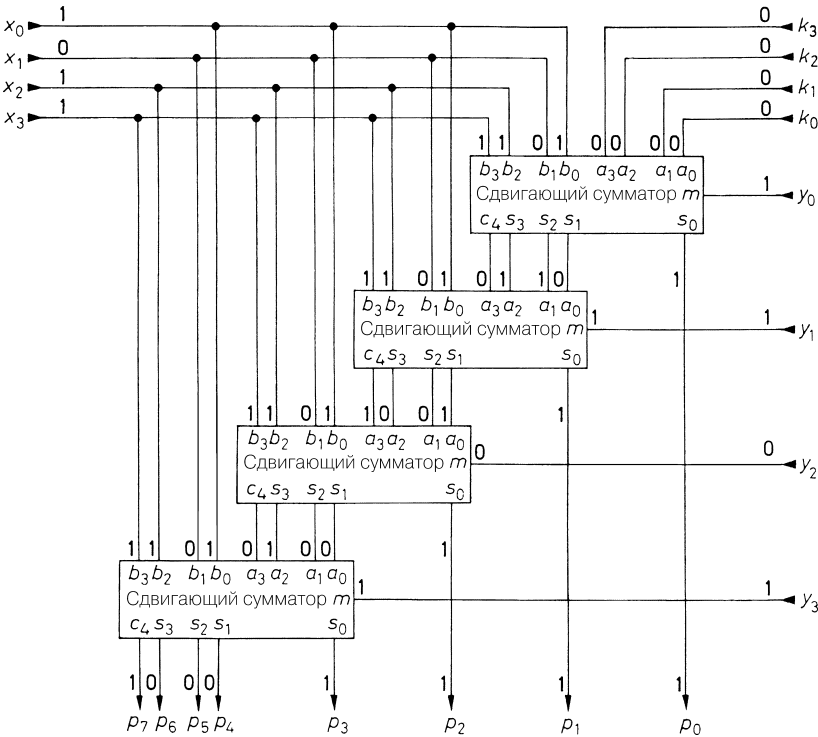 x₀ 1 0 k₃
x₁ 0 0 k₂
x₂ 1 0 k₁
x₃ 1 0 k₀
1 1 0 1 0 0 0 0
b₃ b₂ b₁ b₀ a₃ a₂ a₁ a₀
Сдвигающий сумматор m 1 y₀
c₄ s₃ s₂ s₁ s₀
1 1 0 1 0 1 1 0 1
b₃ b₂ b₁ b₀ a₃ a₂ a₁ a₀
Сдвигающий сумматор m 1 1 y₁
c₄ s₃ s₂ s₁ s₀
1 1 0 1 1 0 0 1 1
b₃ b₂ b₁ b₀ a₃ a₂ a₁ a₀
Сдвигающий сумматор m 0 0 y₂
c₄ s₃ s₂ s₁ s₀
1 1 0 1 0 1 0 0 1
b₃ b₂ b₁ b₀ a₃ a₂ a₁ a₀
Сдвигающий сумматор m 1 1 y₃
c₄ s₃ s₂ s₁ s₀
1 0 0 0 1 1 1 1
p₇ p₆ p₅ p₄ p₃ p₂ p₁ p₀